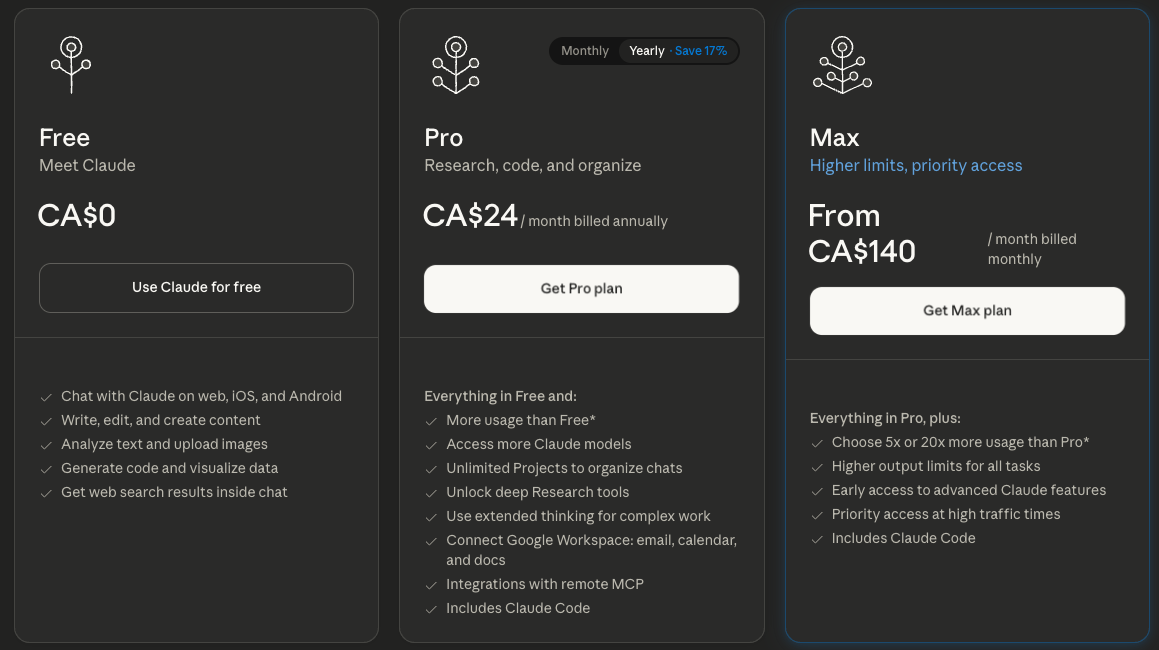 Free
Meet Claude
CA$0
Use Claude for free
Chat with Claude on web, iOS, and Android
Write, edit, and create content
Analyze text and upload images
Generate code and visualize data
Get web search results inside chat
Monthly
Yearly · Save 17%
Pro
Research, code, and organize
CA$24 / month billed annually
Get Pro plan
Everything in Free and:
More usage than Free*
Access more Claude models
Unlimited Projects to organize chats
Unlock deep Research tools
Use extended thinking for complex work
Connect Google Workspace: email, calendar,
and docs
Integrations with remote MCP
Includes Claude Code
Max
Higher limits, priority access
From
CA$140
/ month billed
monthly
Get Max plan
Everything in Pro, plus:
Choose 5x or 20x more usage than Pro*
Higher output limits for all tasks
Early access to advanced Claude features
Priority access at high traffic times
Includes Claude Code